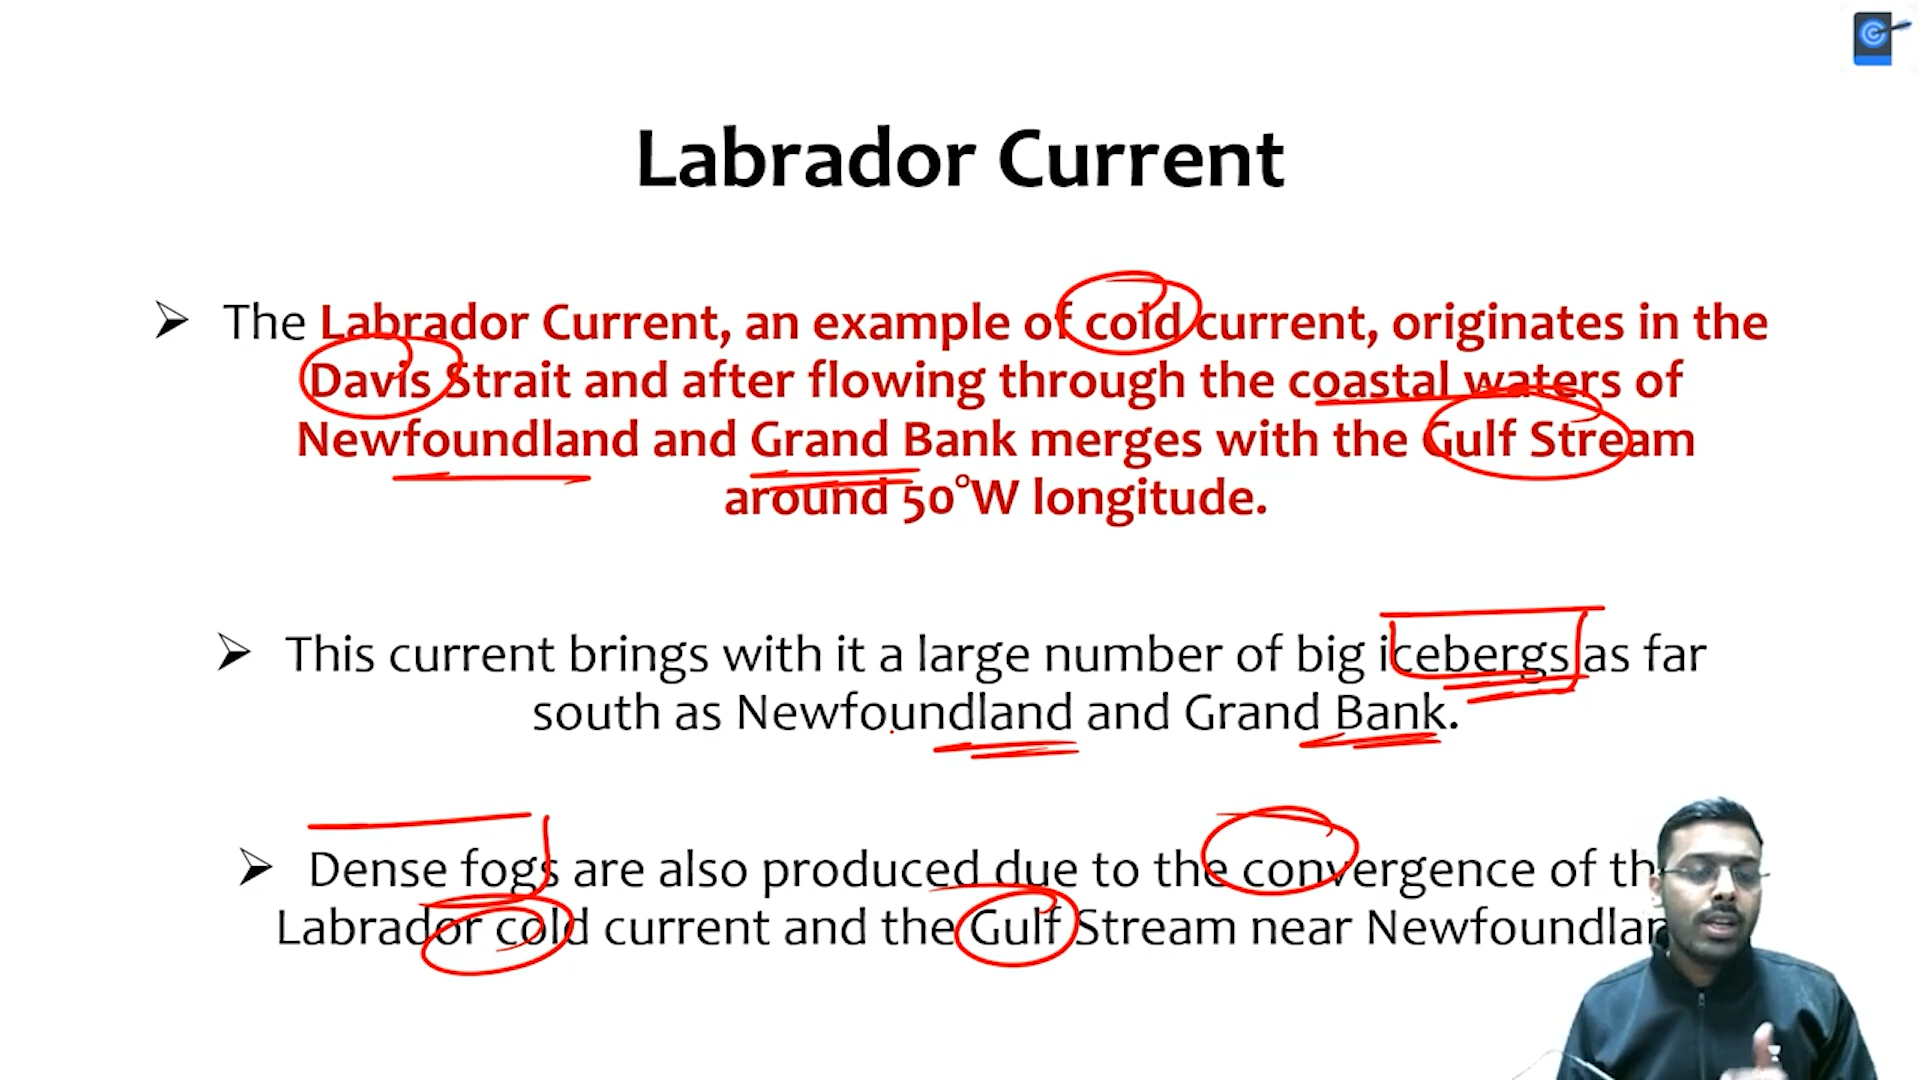 Labrador Current
➢ The Labrador Current, an example of cold current, originates in the
Davis Strait and after flowing through the coastal waters of
Newfoundland and Grand Bank merges with the Gulf Stream
around 50°W longitude.
➢ This current brings with it a large number of big icebergs as far
south as Newfoundland and Grand Bank.
➢ Dense fogs are also produced due to the convergence of th
Labrador cold current and the Gulf Stream near Newfoundlan